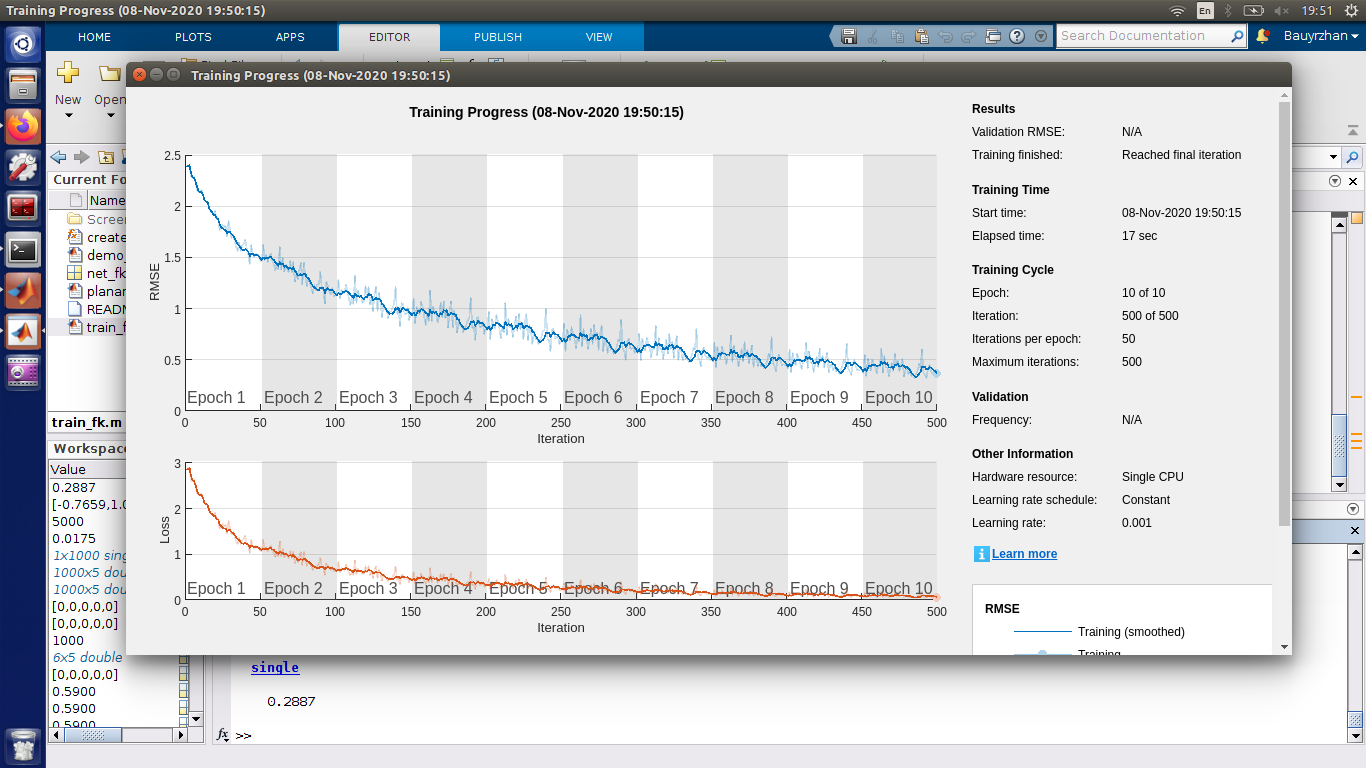 Training Progress (08-Nov-2020 19:50:15)
En
19:51
HOME
PLOTS
APPS
EDITOR
PUBLISH
VIEW
Search Documentation
Bauyrzhan
New
Open
Training Progress (08-Nov-2020 19:50:15)
Current Fo
Name
Screer
create
demo_
net_fk
planar
READM
train_f
train_fk.m
Workspace
Value
0.2887
[-0.7659,1.0
5000
0.0175
1x1000 sing
1000x5 doub
1000x5 doub
[0,0,0,0,0]
[0,0,0,0,0]
1000
6x5 double
[0,0,0,0,0]
0.5900
0.5900
0.5900
Training Progress (08-Nov-2020 19:50:15)
RMSE
2.5
2
1.5
1
0.5
0
Epoch 1
Epoch 2
Epoch 3
Epoch 4
Epoch 5
Epoch 6
Epoch 7
Epoch 8
Epoch 9
Epoch 10
0 50 100 150 200 250 300 350 400 450 500
Iteration
Loss
3
2
1
0
Epoch 1
Epoch 2
Epoch 3
Epoch 4
Epoch 5
Epoch 6
Epoch 7
Epoch 8
Epoch 9
Epoch 10
0 50 100 150 200 250 300 350 400 450 500
Iteration
Results
Validation RMSE: N/A
Training finished: Reached final iteration
Training Time
Start time: 08-Nov-2020 19:50:15
Elapsed time: 17 sec
Training Cycle
Epoch: 10 of 10
Iteration: 500 of 500
Iterations per epoch: 50
Maximum iterations: 500
Validation
Frequency: N/A
Other Information
Hardware resource: Single CPU
Learning rate schedule: Constant
Learning rate: 0.001
Learn more
RMSE
Training (smoothed)
Training
single
0.2887
fx >>